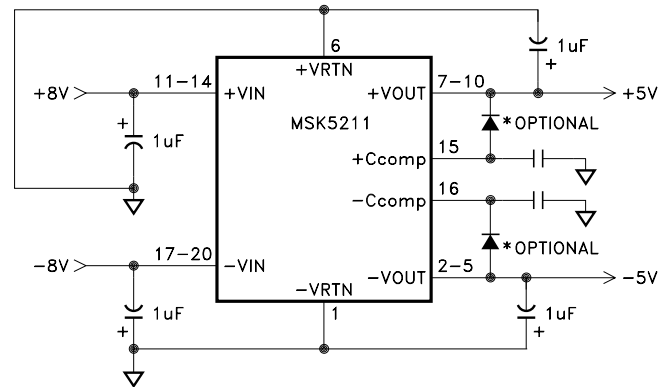 6
+VRTN
1uF
+
11-14
7-10
+8V
+VIN
+VOUT
+5V
MSK5211
*OPTIONAL
+
1uF
15
+Ccomp
16
-Ccomp
17-20
*OPTIONAL
-8V
-VIN
2-5
-VOUT
-5V
-VRTN
1
1uF
+
1uF
+